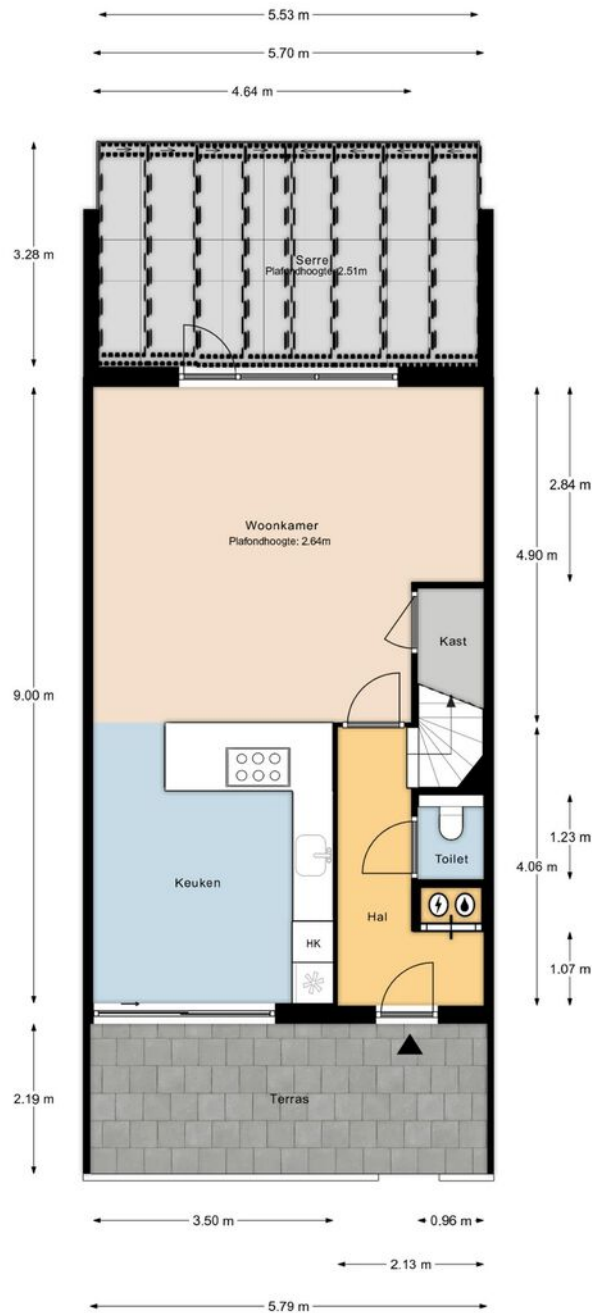 5.53 m
5.70 m
4.64 m
3.28 m
Serre
Plafondhoogte: 2.51m
2.84 m
Woonkamer
Plafondhoogte: 2.64m
4.90 m
Kast
9.00 m
1.23 m
Toilet
4.06 m
Keuken
Hal
HK
1.07 m
2.19 m
Terras
3.50 m
0.96 m
2.13 m
5.79 m